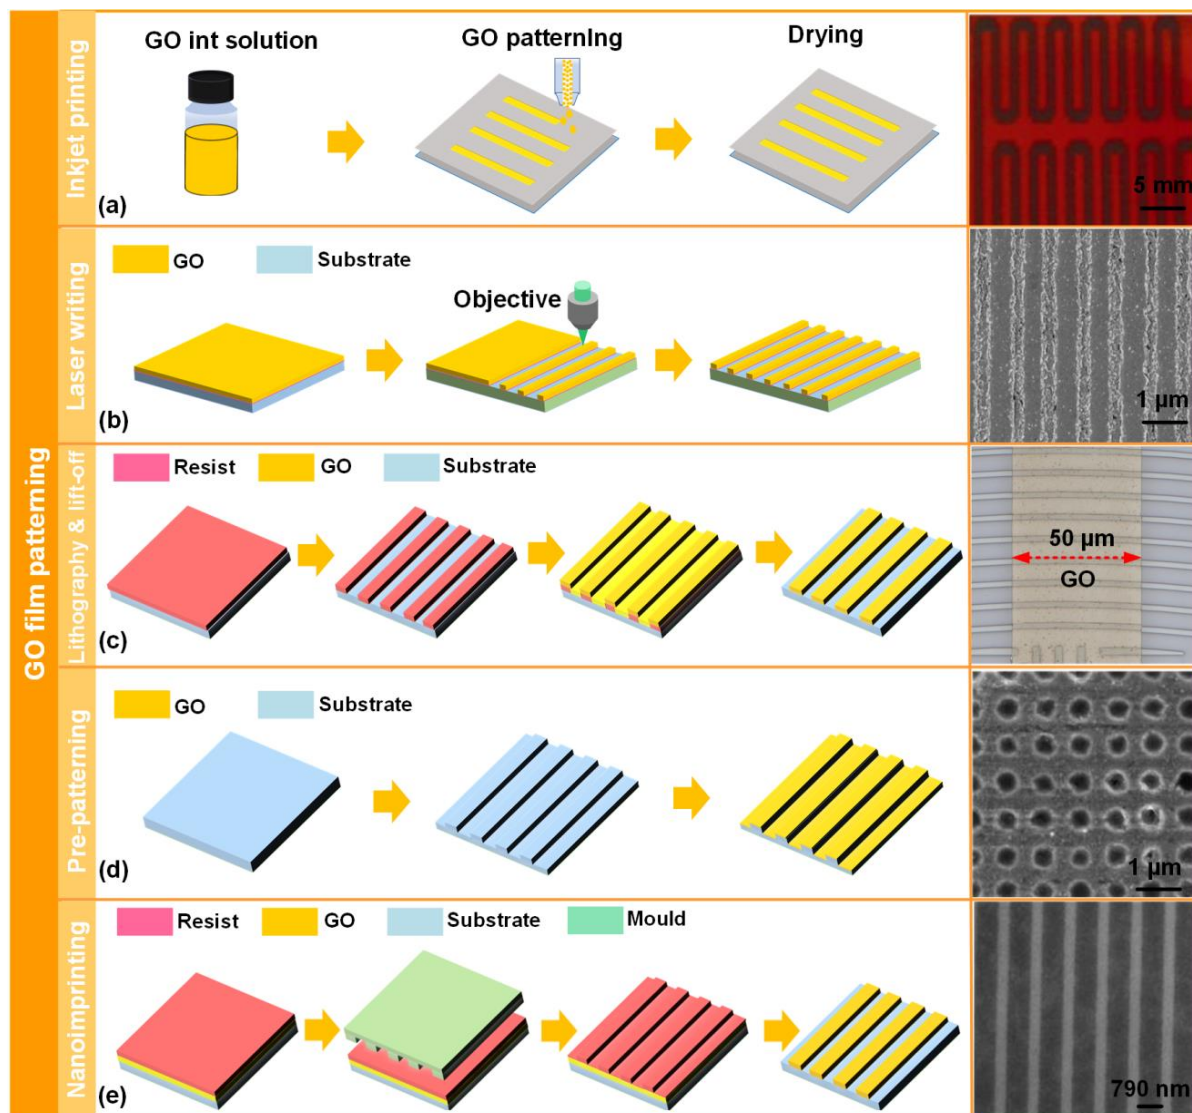 GO film patterning
Inkjet printing
GO int solution
GO patterning
Drying
(a)
5 mm
Laser writing
GO
Substrate
Objective
(b)
1 µm
Lithography & lift-off
Resist
GO
Substrate
(c)
50 µm
GO
Pre-patterning
GO
Substrate
(d)
1 µm
Nanoimprinting
Resist
GO
Substrate
Mould
(e)
790 nm